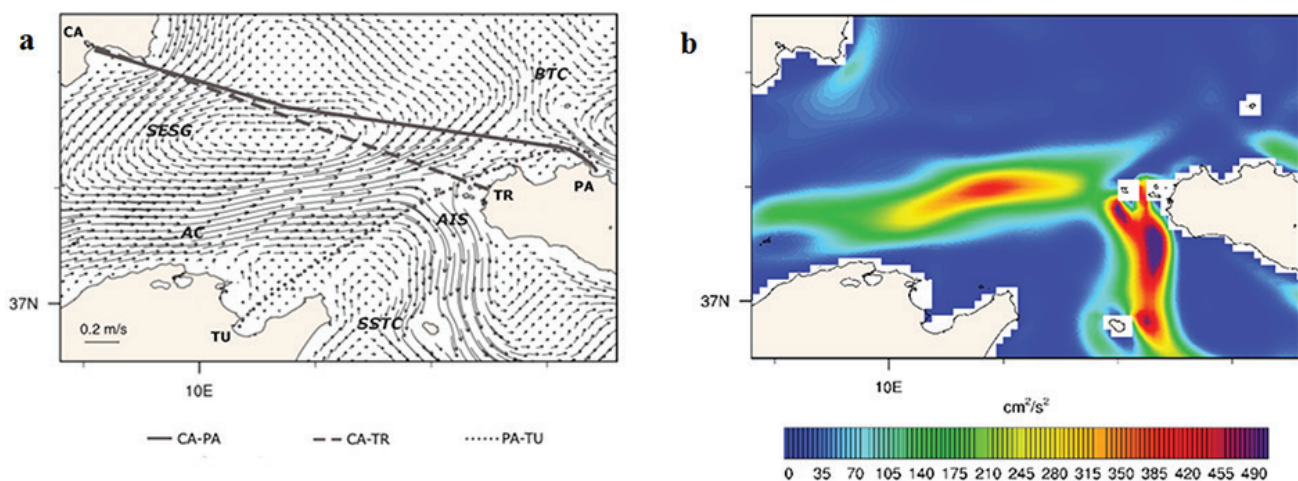 a
CA
BTC
SESG
PA
TR
AIS
AC
37N
SSTC
0.2 m/s
TU
10E
CA-PA CA-TR PA-TU
b
37N
10E
cm²/s²
0 35 70 105 140 175 210 245 280 315 350 385 420 455 490